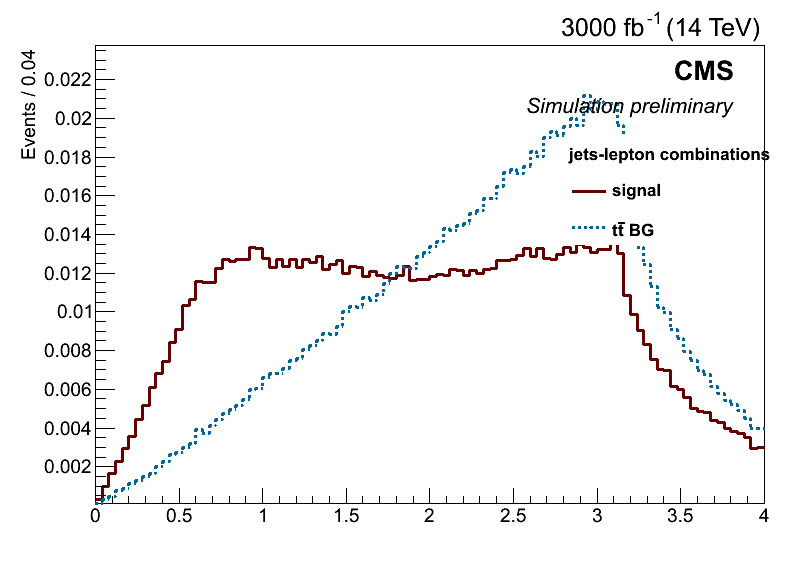 3000 fb⁻¹ (14 TeV)
Events / 0.04
CMS
Simulation preliminary
jets-lepton combinations
signal
tt̄ BG
0.022
0.02
0.018
0.016
0.014
0.012
0.01
0.008
0.006
0.004
0.002
0 0.5 1 1.5 2 2.5 3 3.5 4